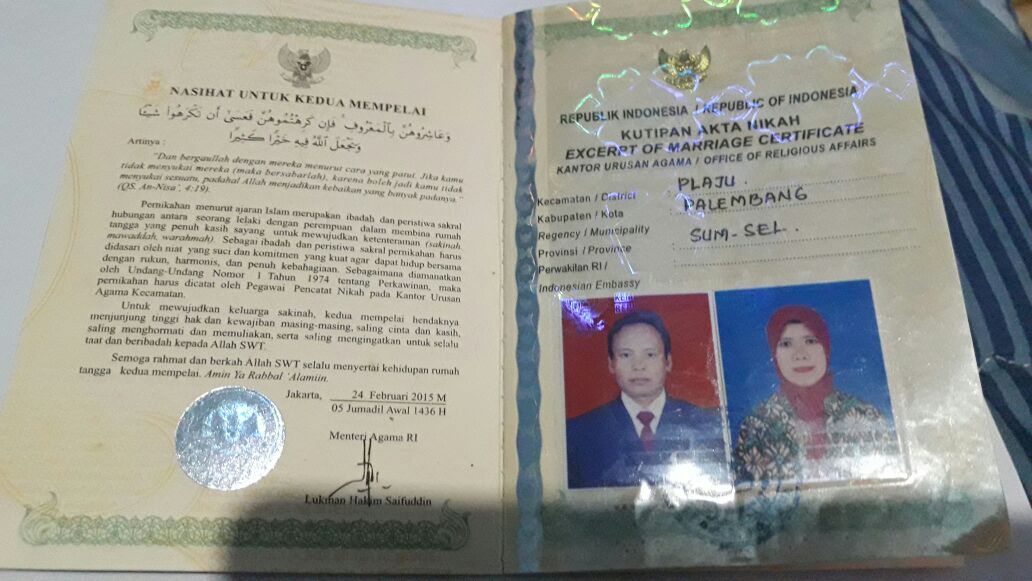 NASIHAT UNTUK KEDUA MEMPELAI
وَعَاشِرُوْهُنَّ بِالْمَعْرُوْفِ ۚ فَاِنْ كَرِهْتُمُوْهُنَّ فَعَسٰٓى اَنْ تَكْرَهُوْا شَيْـًٔا
وَّيَجْعَلَ اللّٰهُ فِيْهِ خَيْرًا كَثِيْرًا
Artinya :
"Dan bergaullah dengan mereka menurut cara yang patut. Jika kamu
tidak menyukai mereka (maka bersabarlah), karena boleh jadi kamu tidak
menyukai sesuatu, padahal Allah menjadikan kebaikan yang banyak padanya."
(QS. An-Nisa', 4:19).
Pernikahan menurut ajaran Islam merupakan ibadah dan peristiwa sakral
hubungan antara seorang lelaki dengan perempuan dalam membina rumah
tangga yang penuh kasih sayang untuk mewujudkan ketenteraman (sakinah
mawaddah, warahmah). Sebagai ibadah dan peristiwa sakral pernikahan harus
didasari oleh niat yang suci dan komitmen yang kuat agar dapat hidup bersama
dengan rukun, harmonis, dan penuh kebahagiaan. Sebagaimana diamanatkan
oleh Undang-Undang Nomor 1 Tahun 1974 tentang Perkawinan, maka
pernikahan harus dicatat oleh Pegawai Pencatat Nikah pada Kantor Urusan
Agama Kecamatan.
Untuk mewujudkan keluarga sakinah, kedua mempelai hendaknya
menjunjung tinggi hak dan kewajiban masing-masing, saling cinta dan kasih,
saling menghormati dan memuliakan, serta saling mengingatkan untuk selalu
taat dan beribadah kepada Allah SWT.
Semoga rahmat dan berkah Allah SWT selalu menyertai kehidupan rumah
tangga kedua mempelai. Amin Ya Rabbal 'Alamiin.
Jakarta, 24 Februari 2015 M
05 Jumadil Awal 1436 H
Menteri Agama RI
Lukman Hakim Saifuddin
REPUBLIK INDONESIA / REPUBLIC OF INDONESIA
KUTIPAN AKTA NIKAH
EXCERPT OF MARRIAGE CERTIFICATE
KANTOR URUSAN AGAMA / OFFICE OF RELIGIOUS AFFAIRS
Kecamatan / District PLAJU.
Kabupaten / Kota PALEMBANG
Regency / Municipality
Provinsi / Province SUM-SEL.
Perwakilan RI /
Indonesian Embassy